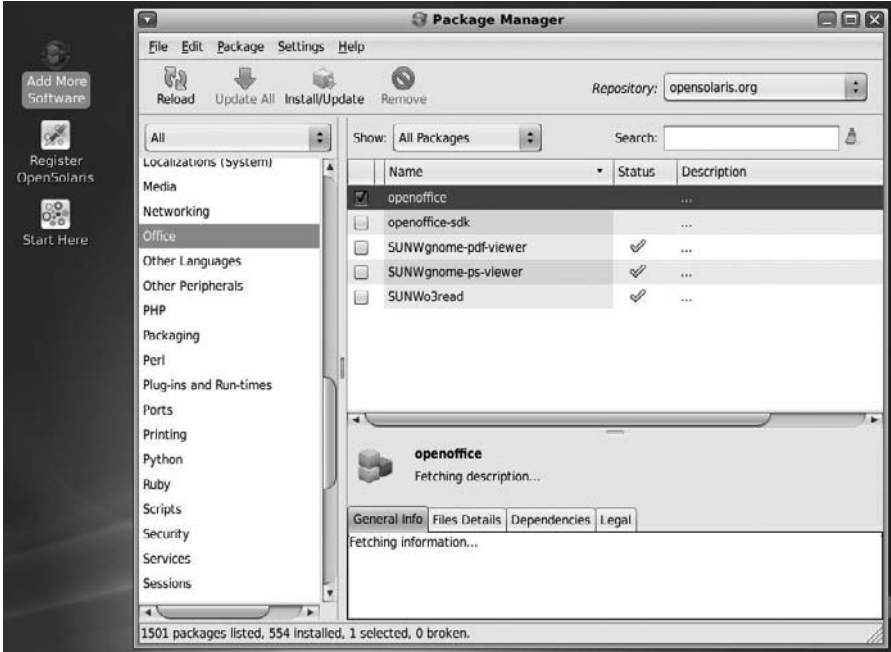 Package Manager
File Edit Package Settings Help
Reload Update All Install/Update Remove Repository: opensolaris.org
Add More
Software
Register
OpenSolaris
Start Here
All
Localizations (System)
Media
Networking
Office
Other Languages
Other Peripherals
PHP
Packaging
Perl
Plug-ins and Run-times
Ports
Printing
Python
Ruby
Scripts
Security
Services
Sessions
Show: All Packages Search:
Name Status Description
openoffice ...
openoffice-sdk ...
SUNWgnome-pdf-viewer ...
SUNWgnome-ps-viewer ...
SUNWo3read ...
openoffice
Fetching description...
General Info Files Details Dependencies Legal
Fetching information...
1501 packages listed, 554 installed, 1 selected, 0 broken.